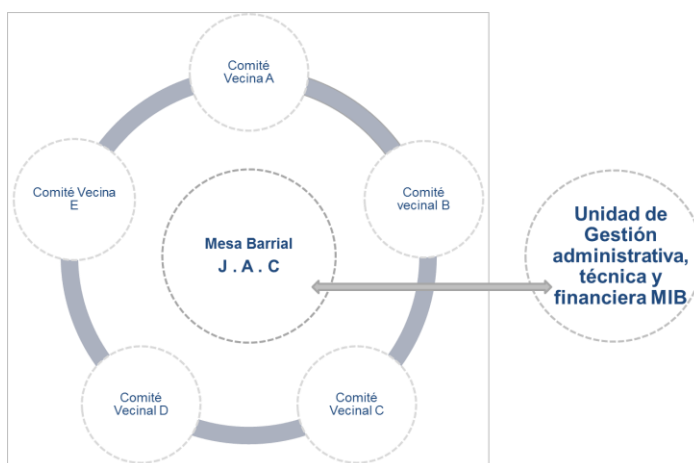 Comité
Vecina A
Comité Vecina
E
Comité
vecinal B
Mesa Barrial
J . A . C
Unidad de
Gestión
administrativa,
técnica y
financiera MIB
Comité
Vecinal D
Comité
Vecinal C